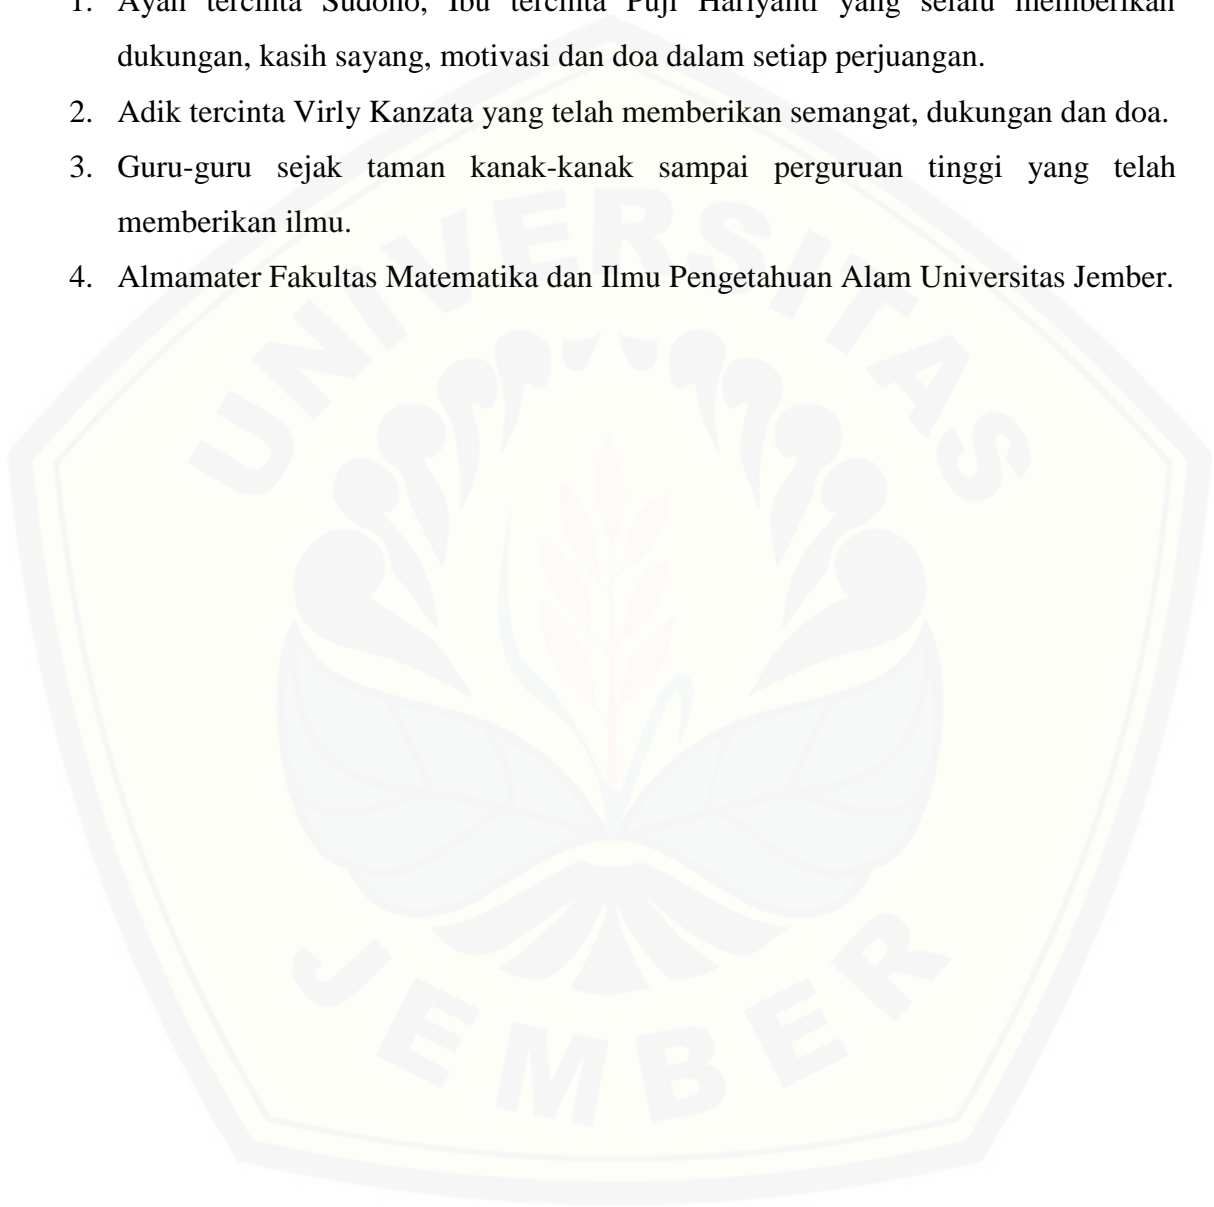 1. Ayah tercinta Sudono, Ibu tercinta Puji Hariyanti yang selalu memberikan
dukungan, kasih sayang, motivasi dan doa dalam setiap perjuangan.
2. Adik tercinta Virly Kanzata yang telah memberikan semangat, dukungan dan doa.
3. Guru-guru sejak taman kanak-kanak sampai perguruan tinggi yang telah
memberikan ilmu.
4. Almamater Fakultas Matematika dan Ilmu Pengetahuan Alam Universitas Jember.
UNIVERSITAS
JEMBER